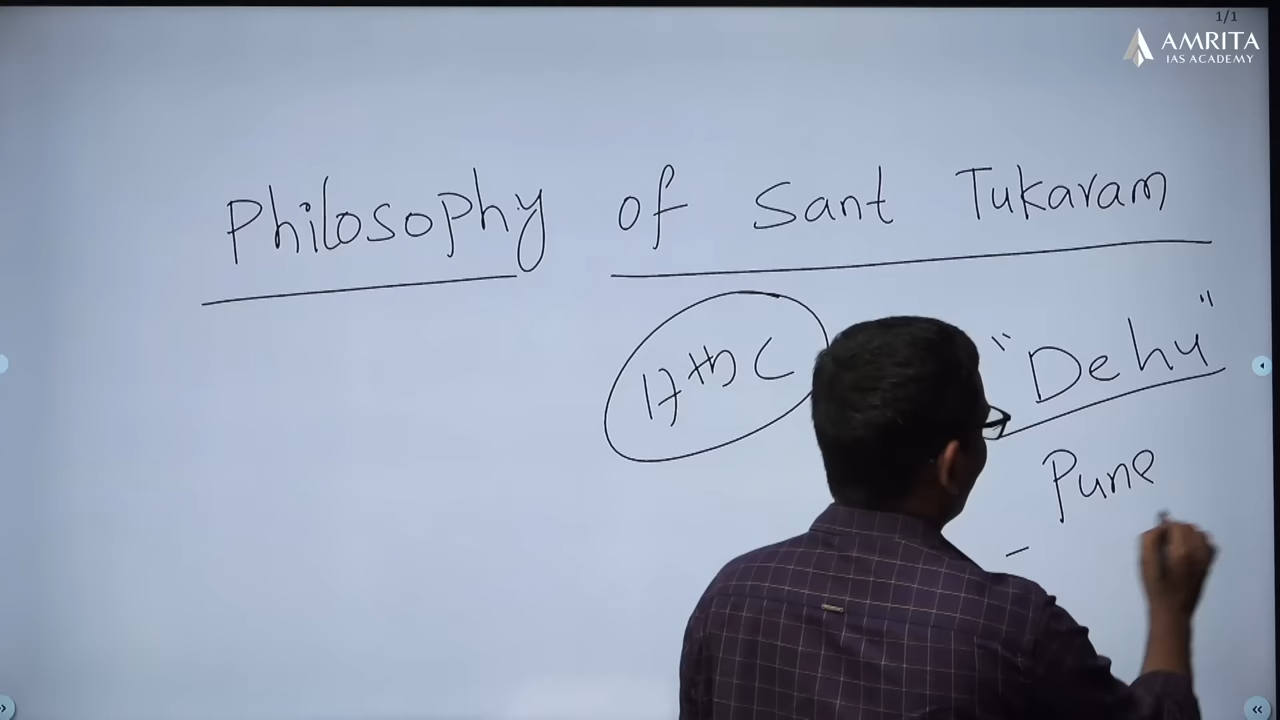 1/1
AMRITA
IAS ACADEMY
Philosophy of Sant Tukaram
17th C "Dehu"
Pune